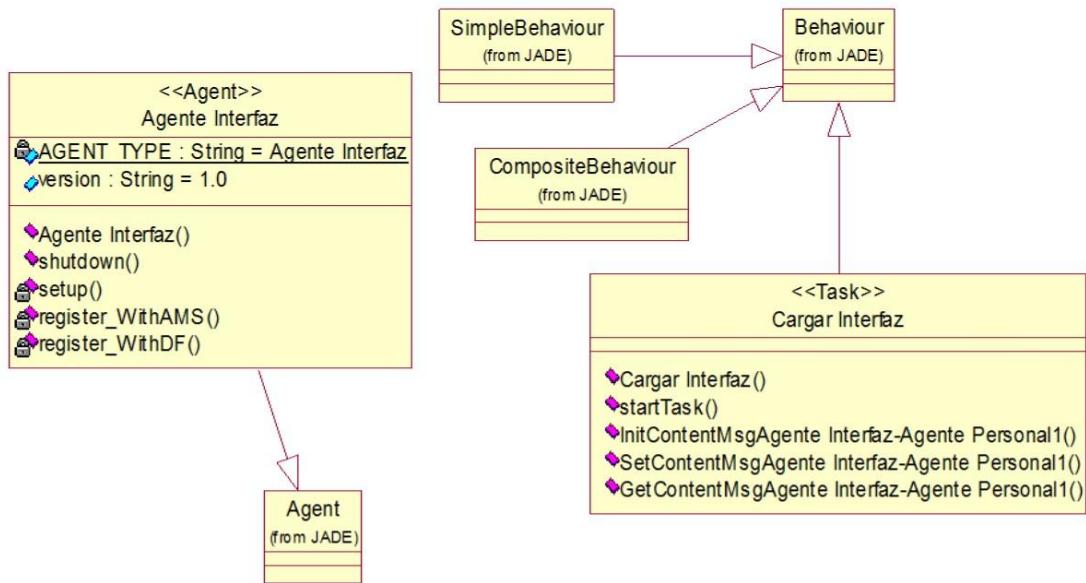 <<Agent>>
Agente Interfaz
AGENT_TYPE : String = Agente Interfaz
version : String = 1.0
Agente Interfaz()
shutdown()
setup()
register_WithAMS()
register_WithDF()
Agent
(from JADE)
SimpleBehaviour
(from JADE)
Behaviour
(from JADE)
CompositeBehaviour
(from JADE)
<<Task>>
Cargar Interfaz
Cargar Interfaz()
startTask()
InitContentMsgAgente Interfaz-Agente Personal1()
SetContentMsgAgente Interfaz-Agente Personal1()
GetContentMsgAgente Interfaz-Agente Personal1()